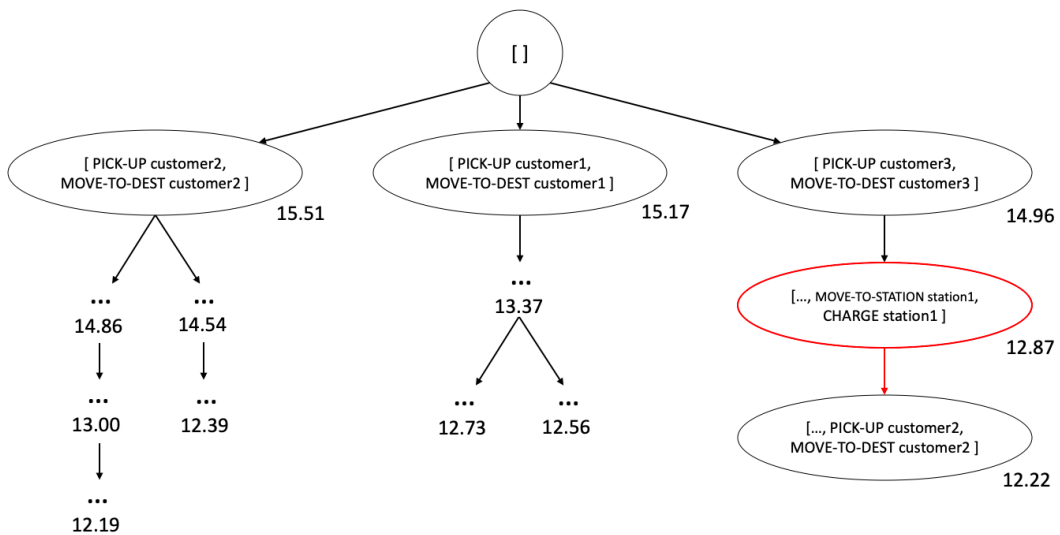 [ ]
[ PICK-UP customer2,
MOVE-TO-DEST customer2 ]
15.51
[ PICK-UP customer1,
MOVE-TO-DEST customer1 ]
15.17
[ PICK-UP customer3,
MOVE-TO-DEST customer3 ]
14.96
...
14.86
...
14.54
...
13.37
[..., MOVE-TO-STATION station1,
CHARGE station1 ]
12.87
...
13.00
...
12.39
...
12.73
...
12.56
[..., PICK-UP customer2,
MOVE-TO-DEST customer2 ]
12.22
...
12.19